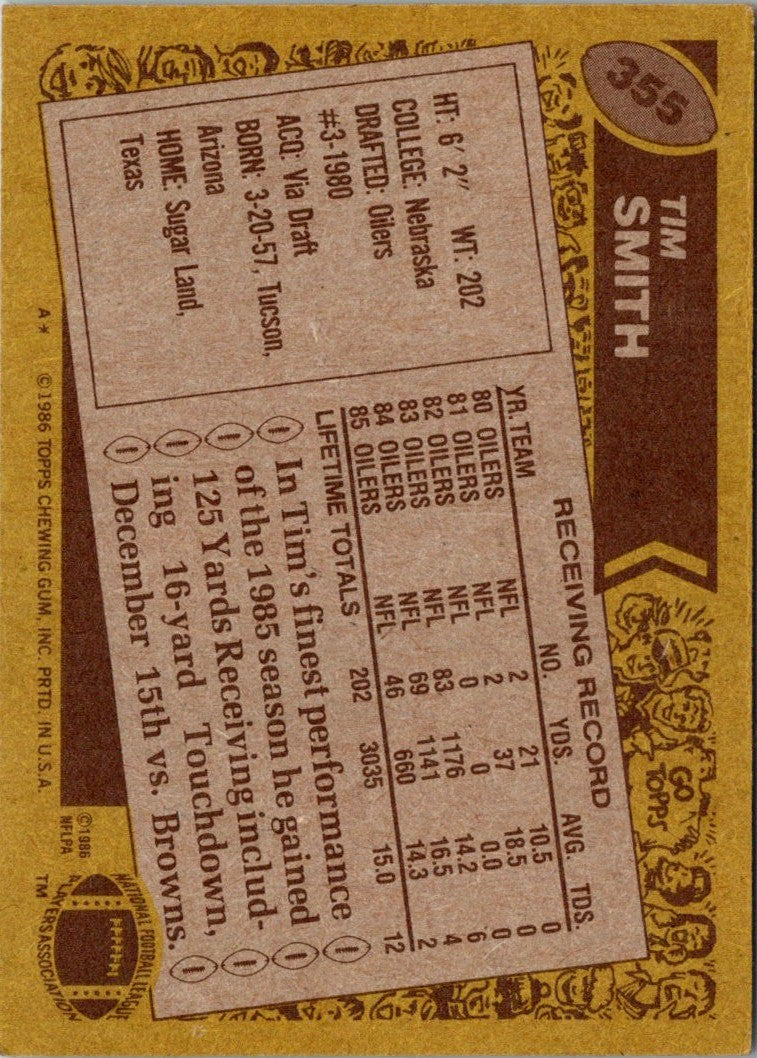 355
TIM
SMITH
HT: 6' 2" WT: 202
COLLEGE: Nebraska
DRAFTED: Oilers
#3-1980
ACQ: Via Draft
BORN: 3-20-57, Tucson,
Arizona
HOME: Sugar Land,
Texas
RECEIVING RECORD
YR. TEAM NO. YDS. AVG. TDS.
80 OILERS NFL 2 21 10.5 0
81 OILERS NFL 2 37 18.5 0
82 OILERS NFL 0 0 0.0 0
83 OILERS NFL 83 1176 14.2 6
84 OILERS NFL 69 1141 16.5 4
85 OILERS NFL 46 660 14.3 2
LIFETIME TOTALS 202 3035 15.0 12
In Tim's finest performance
of the 1985 season he gained
125 Yards Receiving includ-
ing 16-yard Touchdown,
December 15th vs. Browns.
GO
TOPPS
©1986
NFLPA
NATIONAL FOOTBALL LEAGUE
PLAYERS ASSOCIATION
TM
A* ©1986 TOPPS CHEWING GUM, INC. PRTD. IN U.S.A.